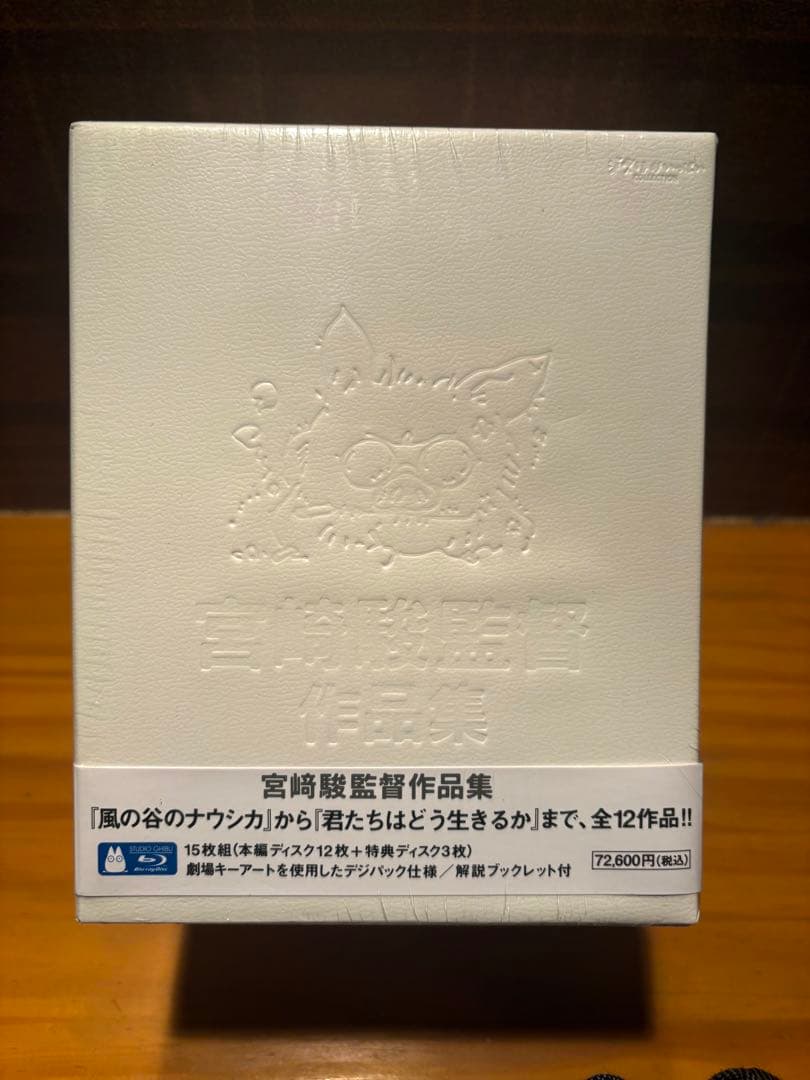 COLLECTION
宮﨑駿監督
作品集
宮﨑駿監督作品集
『風の谷のナウシカ』から『君たちはどう生きるか』まで、全12作品!!
STUDIO GHIBLI
Blu-ray Disc
15枚組(本編ディスク12枚+特典ディスク3枚)
劇場キーアートを使用したデジパック仕様/解説ブックレット付
72,600円(税込)